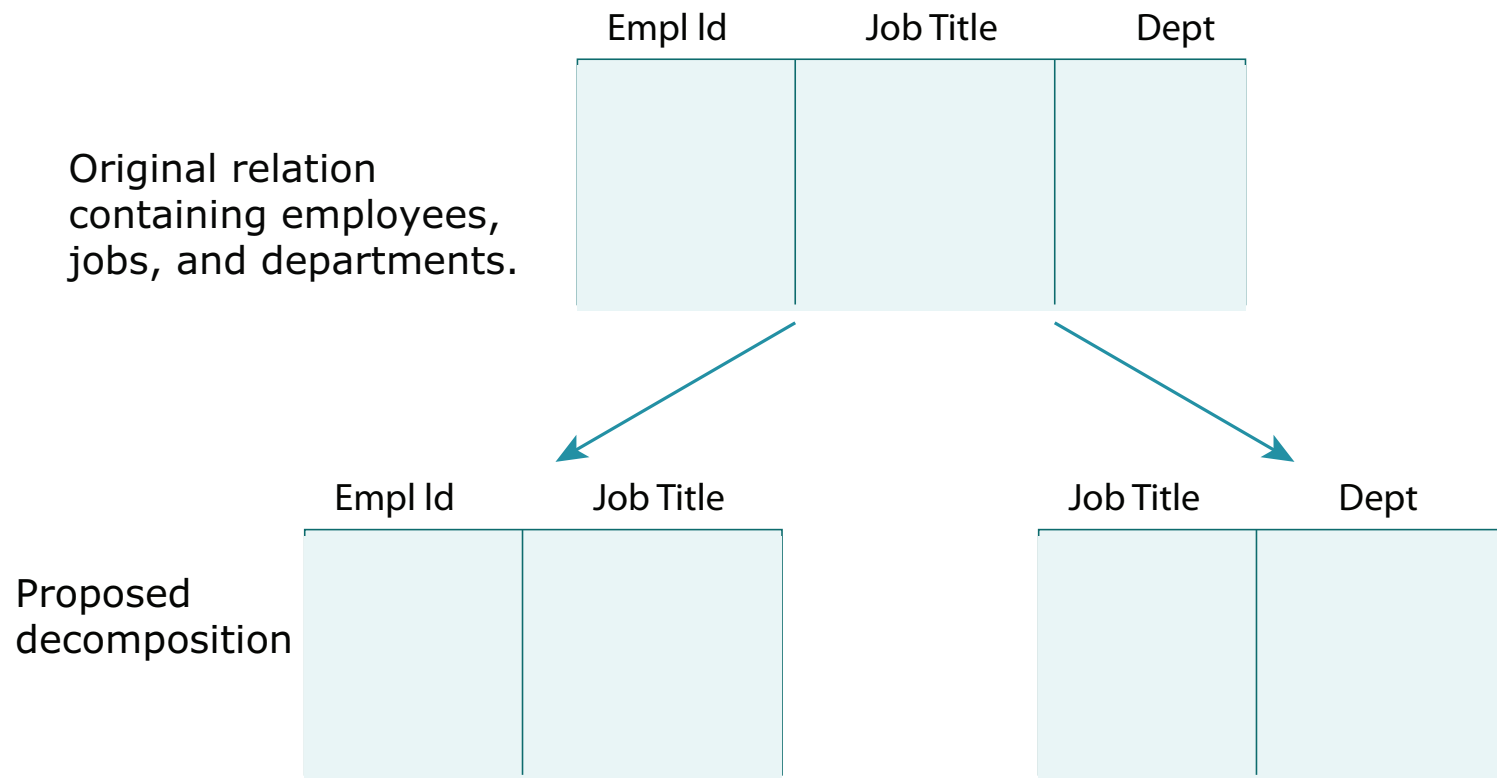 Empl Id Job Title Dept
Original relation
containing employees,
jobs, and departments.
Empl Id Job Title
Job Title Dept
Proposed
decomposition